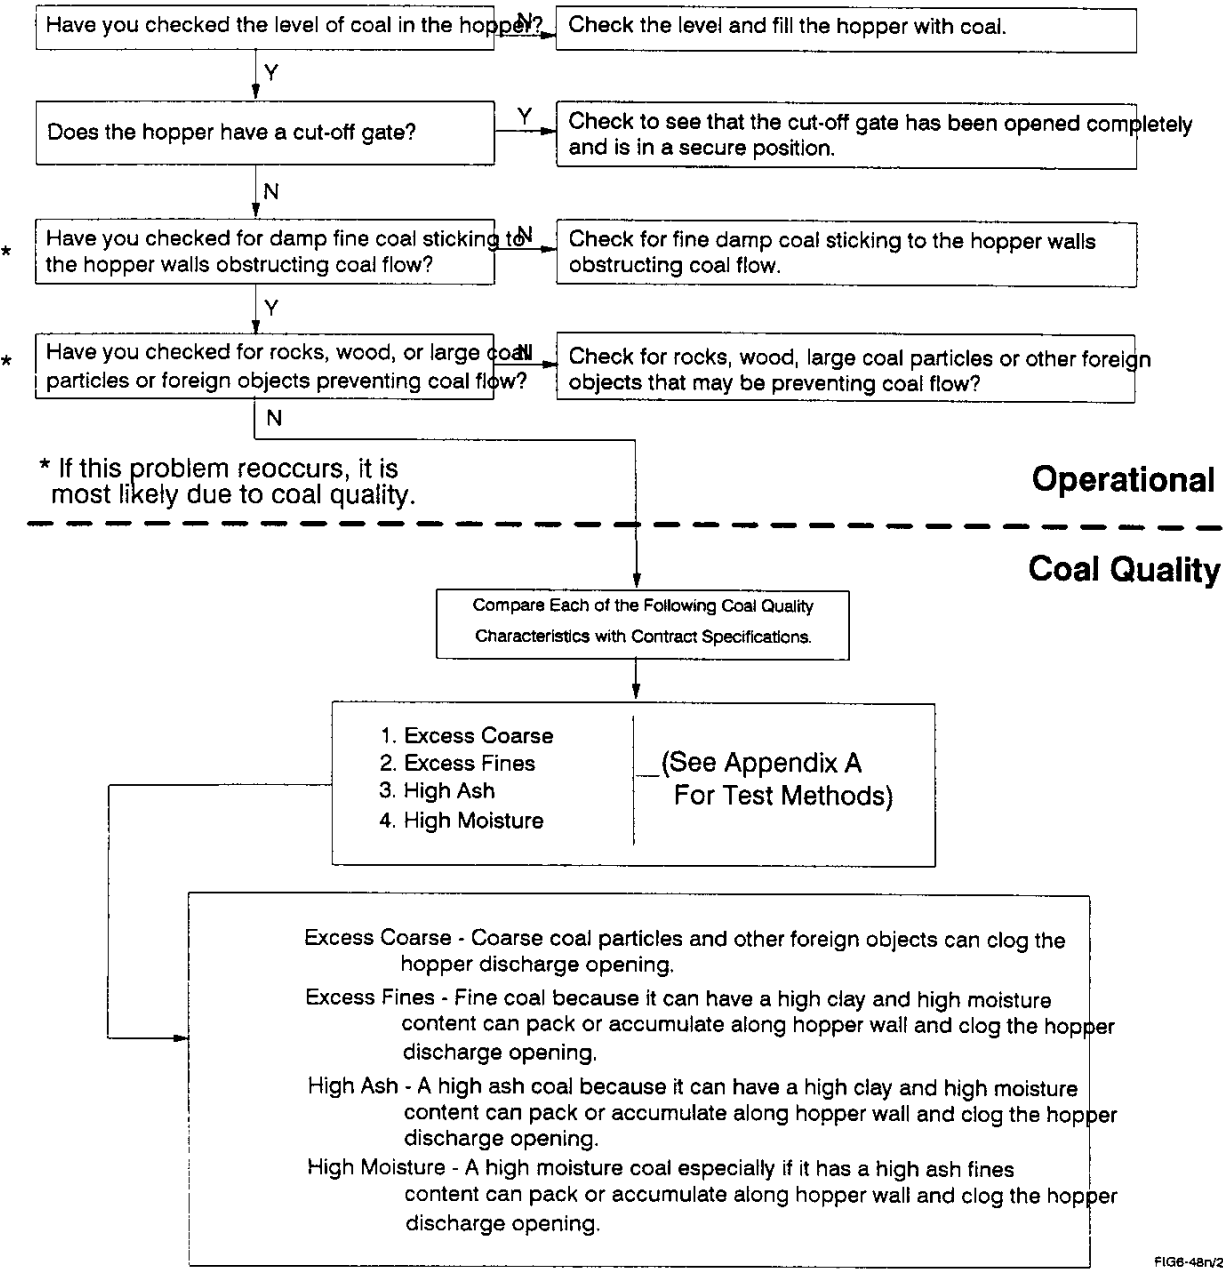 Have you checked the level of coal in the hopper?
N
Check the level and fill the hopper with coal.
Y
Does the hopper have a cut-off gate?
Y
Check to see that the cut-off gate has been opened completely
and is in a secure position.
N
*
Have you checked for damp fine coal sticking to
the hopper walls obstructing coal flow?
N
Check for fine damp coal sticking to the hopper walls
obstructing coal flow.
Y
*
Have you checked for rocks, wood, or large coal
particles or foreign objects preventing coal flow?
N
Check for rocks, wood, large coal particles or other foreign
objects that may be preventing coal flow?
N
* If this problem reoccurs, it is
most likely due to coal quality.
Operational
Coal Quality
Compare Each of the Following Coal Quality
Characteristics with Contract Specifications.
1. Excess Coarse
2. Excess Fines
3. High Ash
4. High Moisture
(See Appendix A
For Test Methods)
Excess Coarse - Coarse coal particles and other foreign objects can clog the
hopper discharge opening.
Excess Fines - Fine coal because it can have a high clay and high moisture
content can pack or accumulate along hopper wall and clog the hopper
discharge opening.
High Ash - A high ash coal because it can have a high clay and high moisture
content can pack or accumulate along hopper wall and clog the hopper
discharge opening.
High Moisture - A high moisture coal especially if it has a high ash fines
content can pack or accumulate along hopper wall and clog the hopper
discharge opening.
FIG6-48n/2